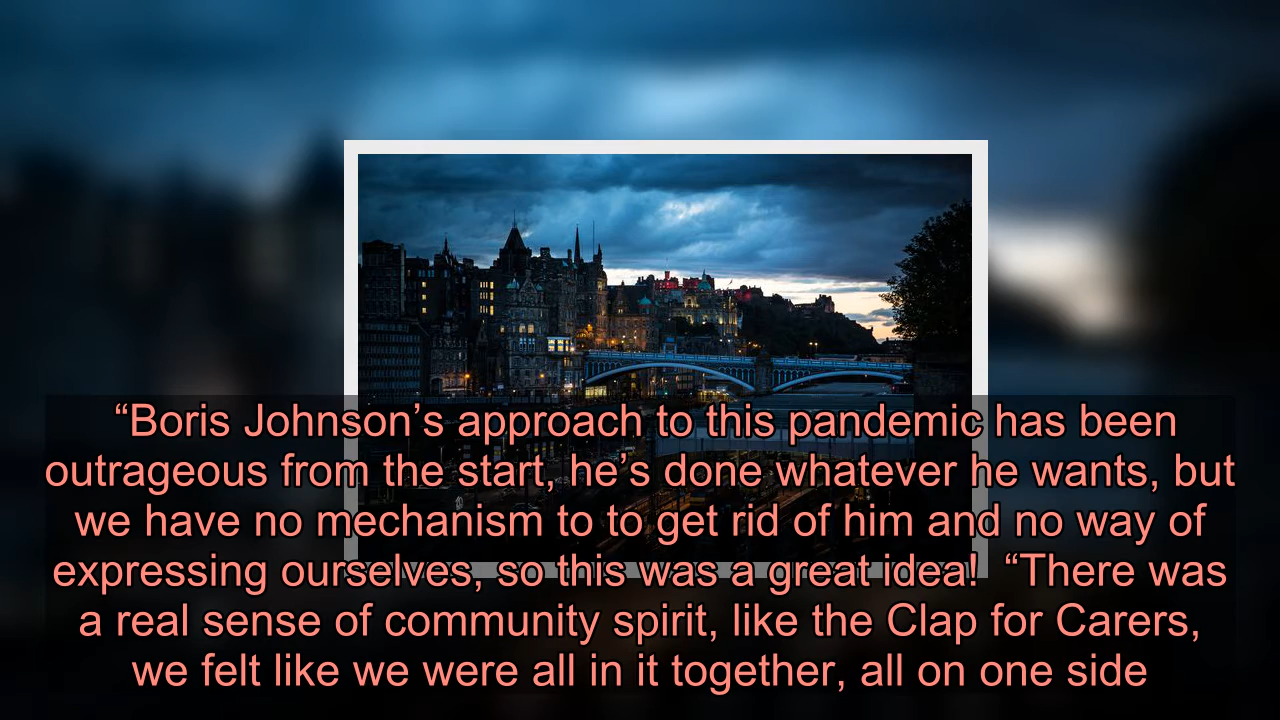 “Boris Johnson’s approach to this pandemic has been
outrageous from the start, he’s done whatever he wants, but
we have no mechanism to to get rid of him and no way of
expressing ourselves, so this was a great idea!  “There was
a real sense of community spirit, like the Clap for Carers,
we felt like we were all in it together, all on one side